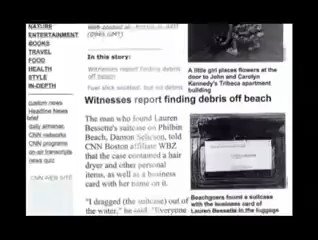 NATURE
ENTERTAINMENT
BOOKS
TRAVEL
FOOD
HEALTH
STYLE
IN-DEPTH
custom news
Headline News
brief
daily almanac
CNN networks
CNN programs
on-air transcripts
news quiz
CNN WEB SITE
(0945 GMT)
In this story:
Witnesses report finding debris
off beach
Witnesses report finding debris off beach
The man who found Lauren
Bessette's suitcase on Philbin
Beach, Damon Seligson, told
CNN Boston affiliate WBZ
that the case contained a hair
dryer and other personal
items, as well as a business
card with her name on it.
"I dragged the (suitcase) out of
the water," he said. "Everyone
A little girl places flowers at the
door to John and Carolyn
Kennedy's Tribeca apartment
building
Beachgoers found a suitcase
with the business card of
Lauren Bessette in the luggage